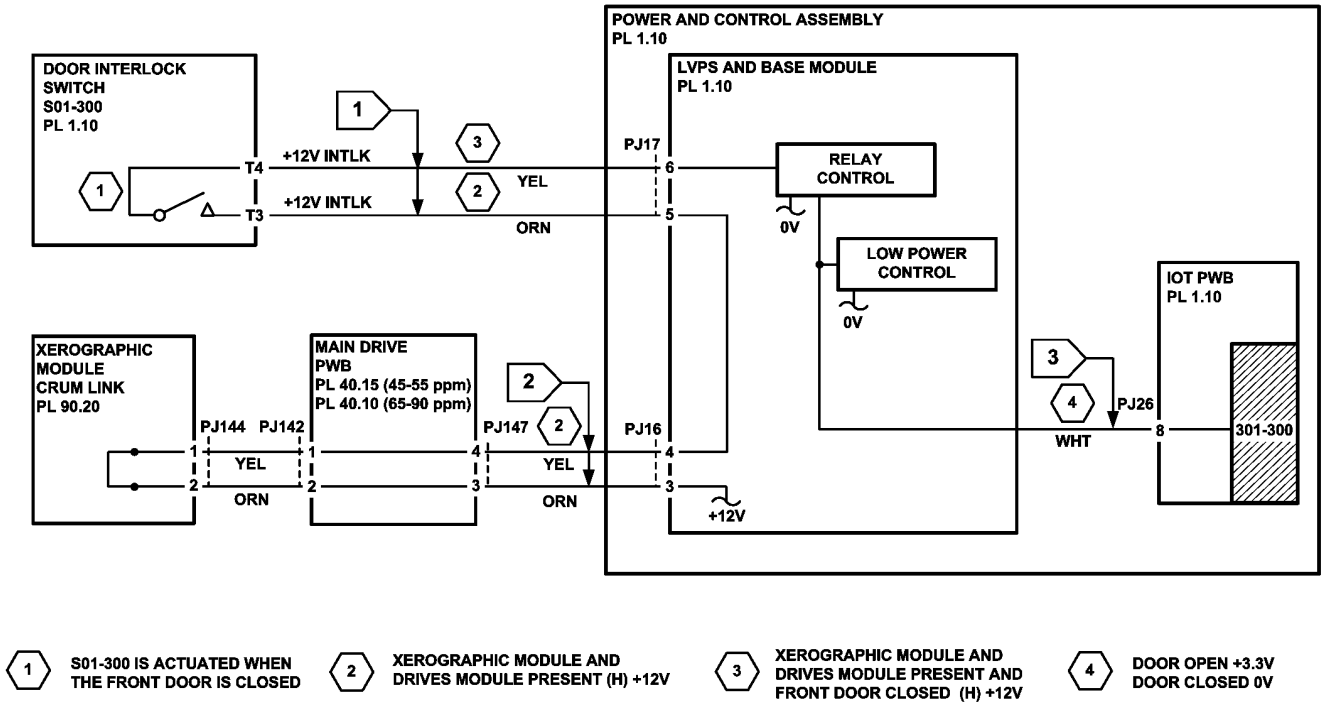 POWER AND CONTROL ASSEMBLY
PL 1.10
DOOR INTERLOCK
SWITCH
S01-300
PL 1.10
LVPS AND BASE MODULE
PL 1.10
1
3
PJ17
1
T4
+12V INTLK
YEL
6
RELAY
CONTROL
2
T3
+12V INTLK
ORN
5
0V
LOW POWER
CONTROL
0V
IOT PWB
PL 1.10
XEROGRAPHIC
MODULE
CRUM LINK
PL 90.20
MAIN DRIVE
PWB
PL 40.15 (45-55 ppm)
PL 40.10 (65-90 ppm)
2
3
4
PJ26
PJ144
PJ142
PJ147
2
PJ16
WHT
8
301-300
1
YEL
1
4
YEL
4
2
ORN
2
3
ORN
3
+12V
1
S01-300 IS ACTUATED WHEN
THE FRONT DOOR IS CLOSED
2
XEROGRAPHIC MODULE AND
DRIVES MODULE PRESENT (H) +12V
3
XEROGRAPHIC MODULE AND
DRIVES MODULE PRESENT AND
FRONT DOOR CLOSED (H) +12V
4
DOOR OPEN +3.3V
DOOR CLOSED 0V